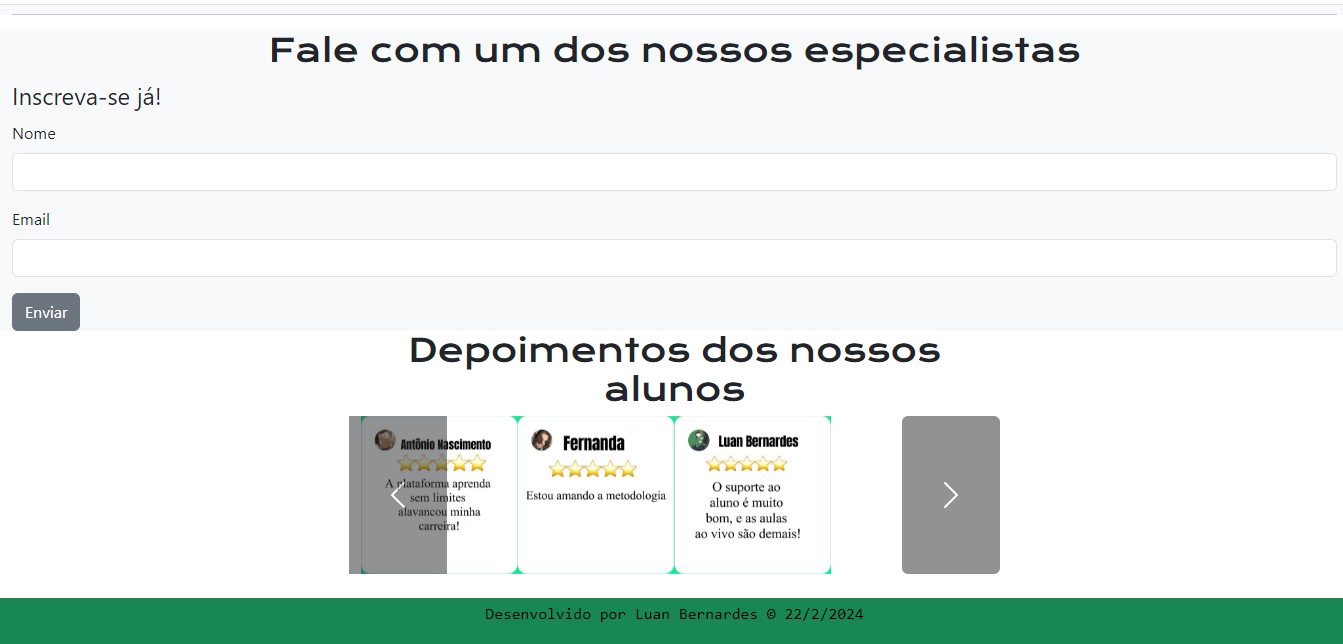 Fale com um dos nossos especialistas
Inscreva-se já!
Nome
Email
Enviar
Depoimentos dos nossos
alunos
Antônio Nascimento
A plataforma aprenda
sem limites
alavancou minha
carreira!
Fernanda
Estou amando a metodologia
Luan Bernardes
O suporte ao
aluno é muito
bom, e as aulas
ao vivo são demais!
Desenvolvido por Luan Bernardes © 22/2/2024